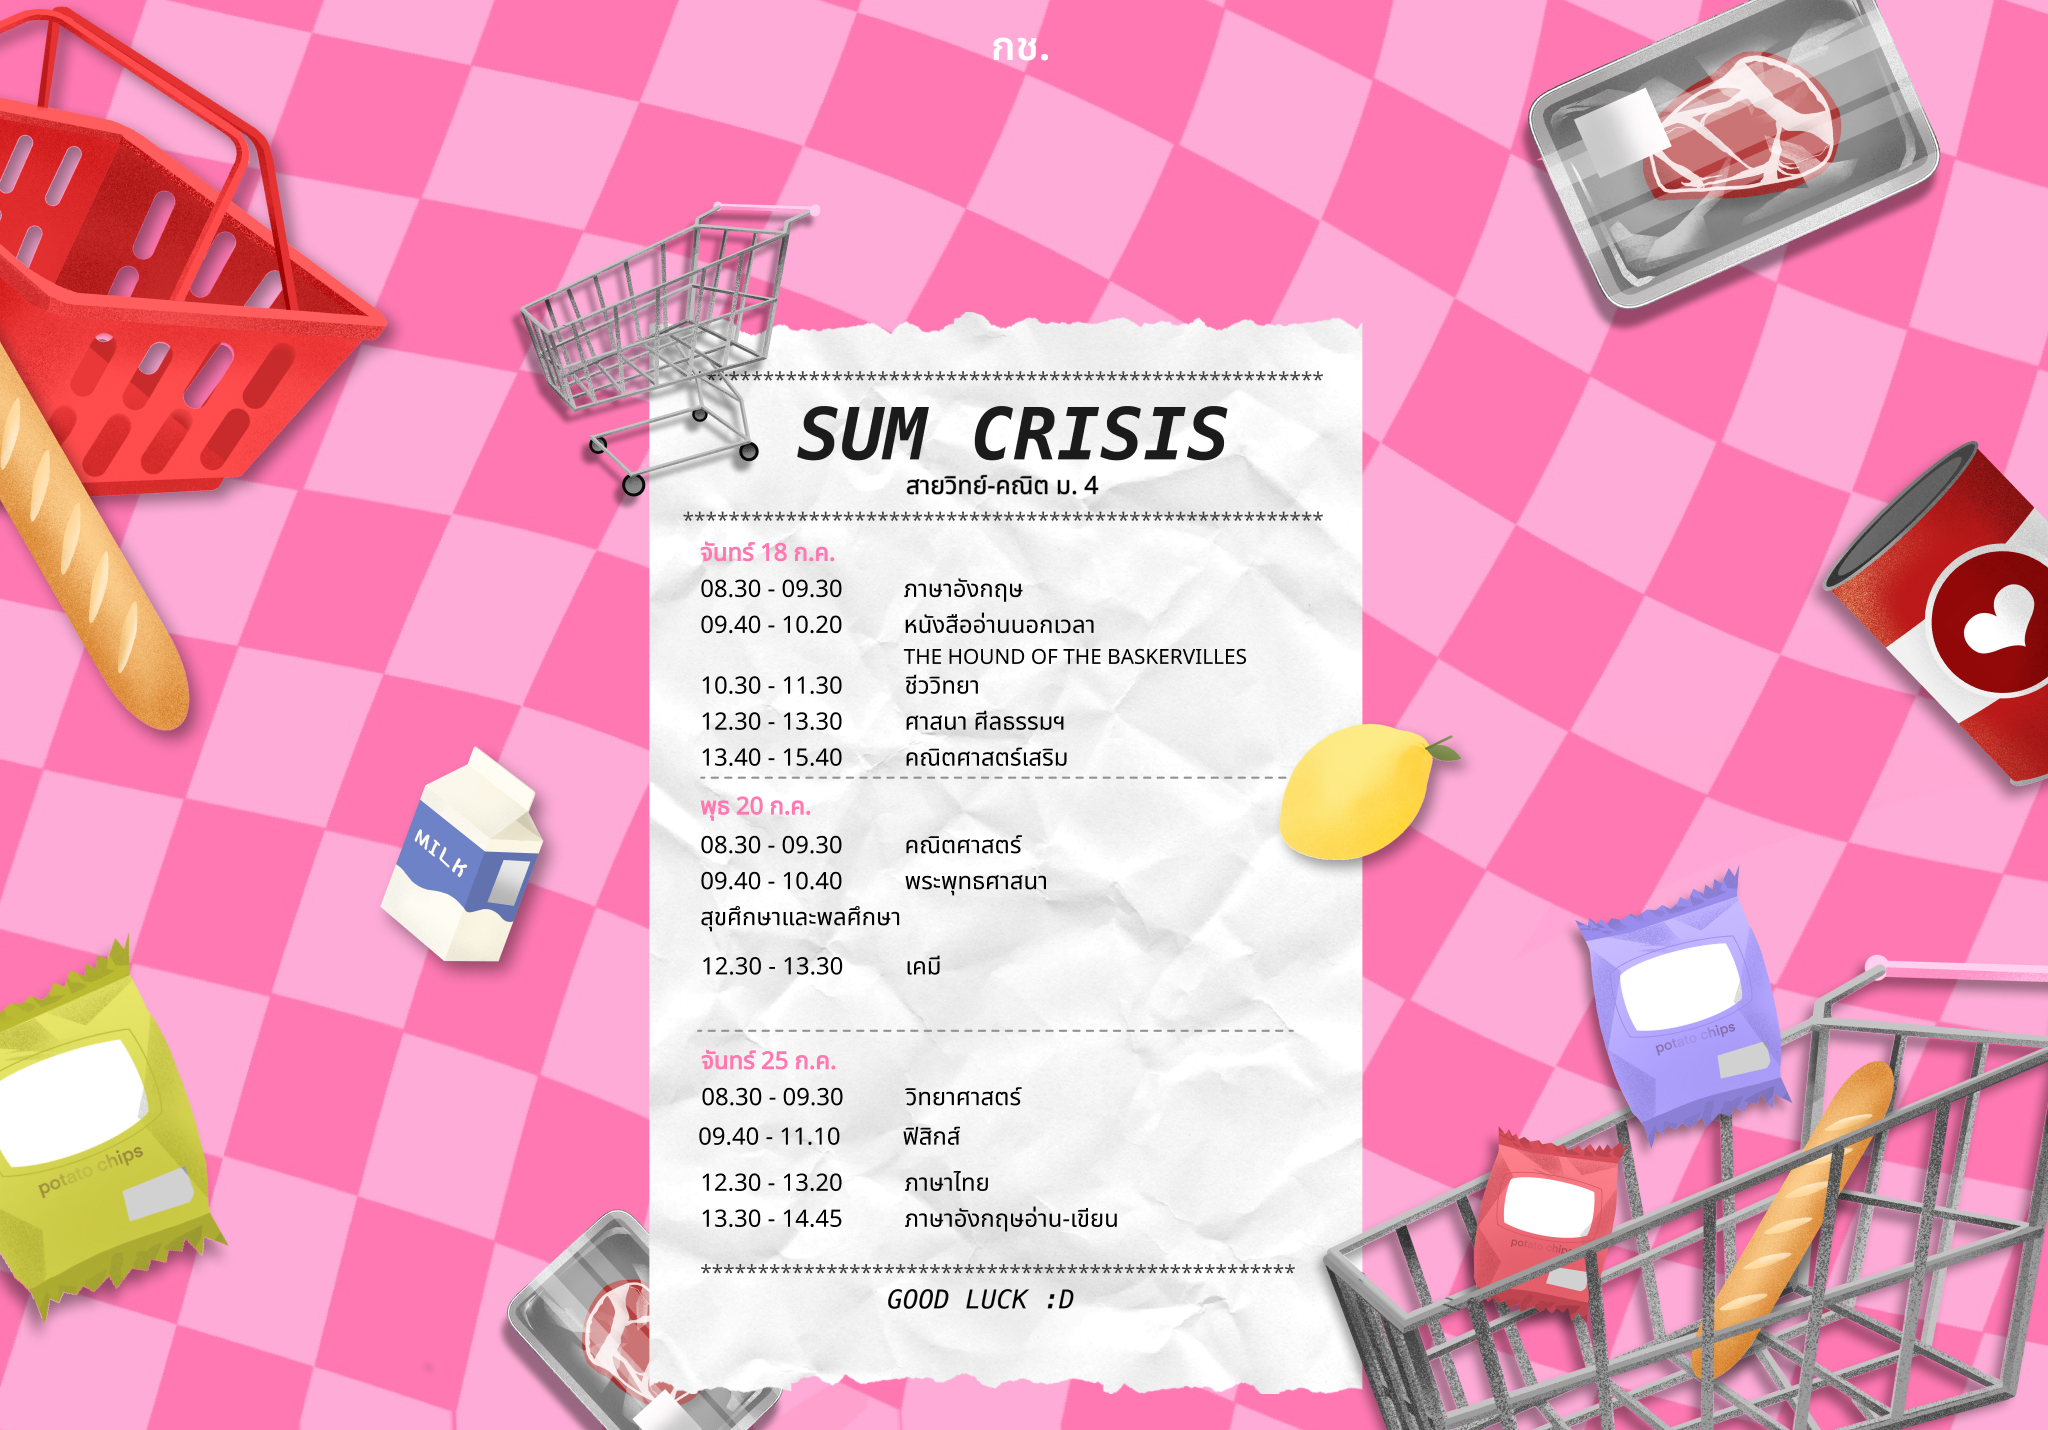 กช.
******************************************************
SUM CRISIS
สายวิทย์-คณิต ม. 4
********************************************************
จันทร์ 18 ก.ค.
08.30 - 09.30 ภาษาอังกฤษ
09.40 - 10.20 หนังสืออ่านนอกเวลา
THE HOUND OF THE BASKERVILLES
10.30 - 11.30 ชีววิทยา
12.30 - 13.30 ศาสนา ศีลธรรมฯ
13.40 - 15.40 คณิตศาสตร์เสริม
พุธ 20 ก.ค.
08.30 - 09.30 คณิตศาสตร์
09.40 - 10.40 พระพุทธศาสนา
สุขศึกษาและพลศึกษา
12.30 - 13.30 เคมี
จันทร์ 25 ก.ค.
08.30 - 09.30 วิทยาศาสตร์
09.40 - 11.10 ฟิสิกส์
12.30 - 13.20 ภาษาไทย
13.30 - 14.45 ภาษาอังกฤษอ่าน-เขียน
****************************************************
GOOD LUCK :D
MILK
potato chips
potato chips
potato chips